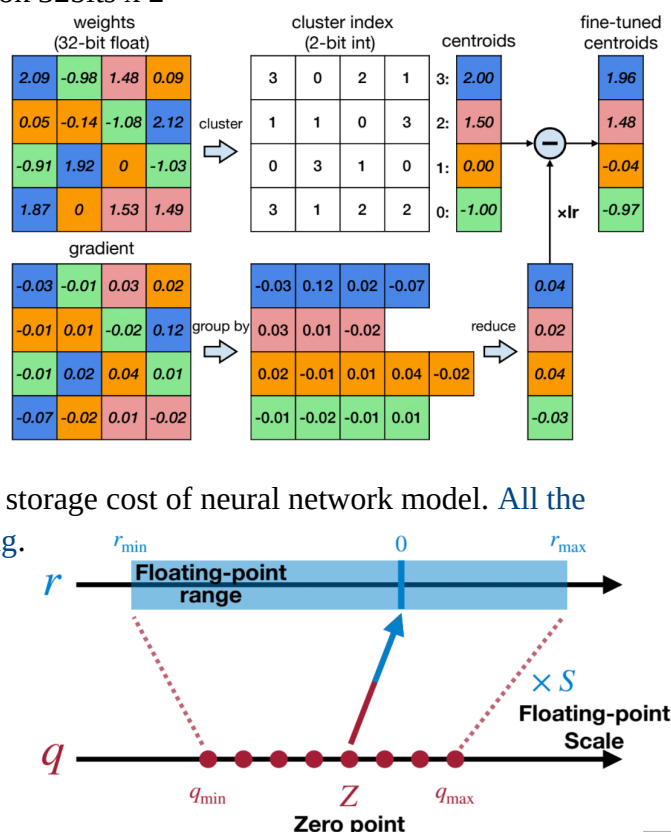 weights
(32-bit float)
cluster index
(2-bit int)
centroids
fine-tuned
centroids
2.09 -0.98 1.48 0.09
3 0 2 1
3: 2.00
1.96
0.05 -0.14 -1.08 2.12
cluster
1 1 0 3
2: 1.50
1.48
-0.91 1.92 0 -1.03
0 3 1 0
1: 0.00
-0.04
1.87 0 1.53 1.49
3 1 2 2
0: -1.00
×lr
-0.97
gradient
-0.03 -0.01 0.03 0.02
-0.03 0.12 0.02 -0.07
0.04
-0.01 0.01 -0.02 0.12
group by
0.03 0.01 -0.02
reduce
0.02
-0.01 0.02 0.04 0.01
0.02 -0.01 0.01 0.04 -0.02
0.04
-0.07 -0.02 0.01 -0.02
-0.01 -0.02 -0.01 0.01
-0.03
storage cost of neural network model. All the
g.
rmin 0 rmax
r
Floating-point
range
× S
Floating-point
Scale
q
qmin Z qmax
Zero point